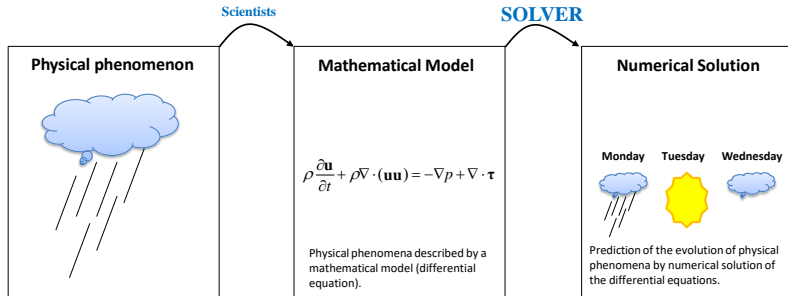 Scientists
SOLVER
Physical phenomenon
Mathematical Model
ρ ∂u/∂t + ρ∇·(uu) = −∇p + ∇·τ
Physical phenomena described by a
mathematical model (differential
equation).
Numerical Solution
Monday Tuesday Wednesday
Prediction of the evolution of physical
phenomena by numerical solution of
the differential equations.